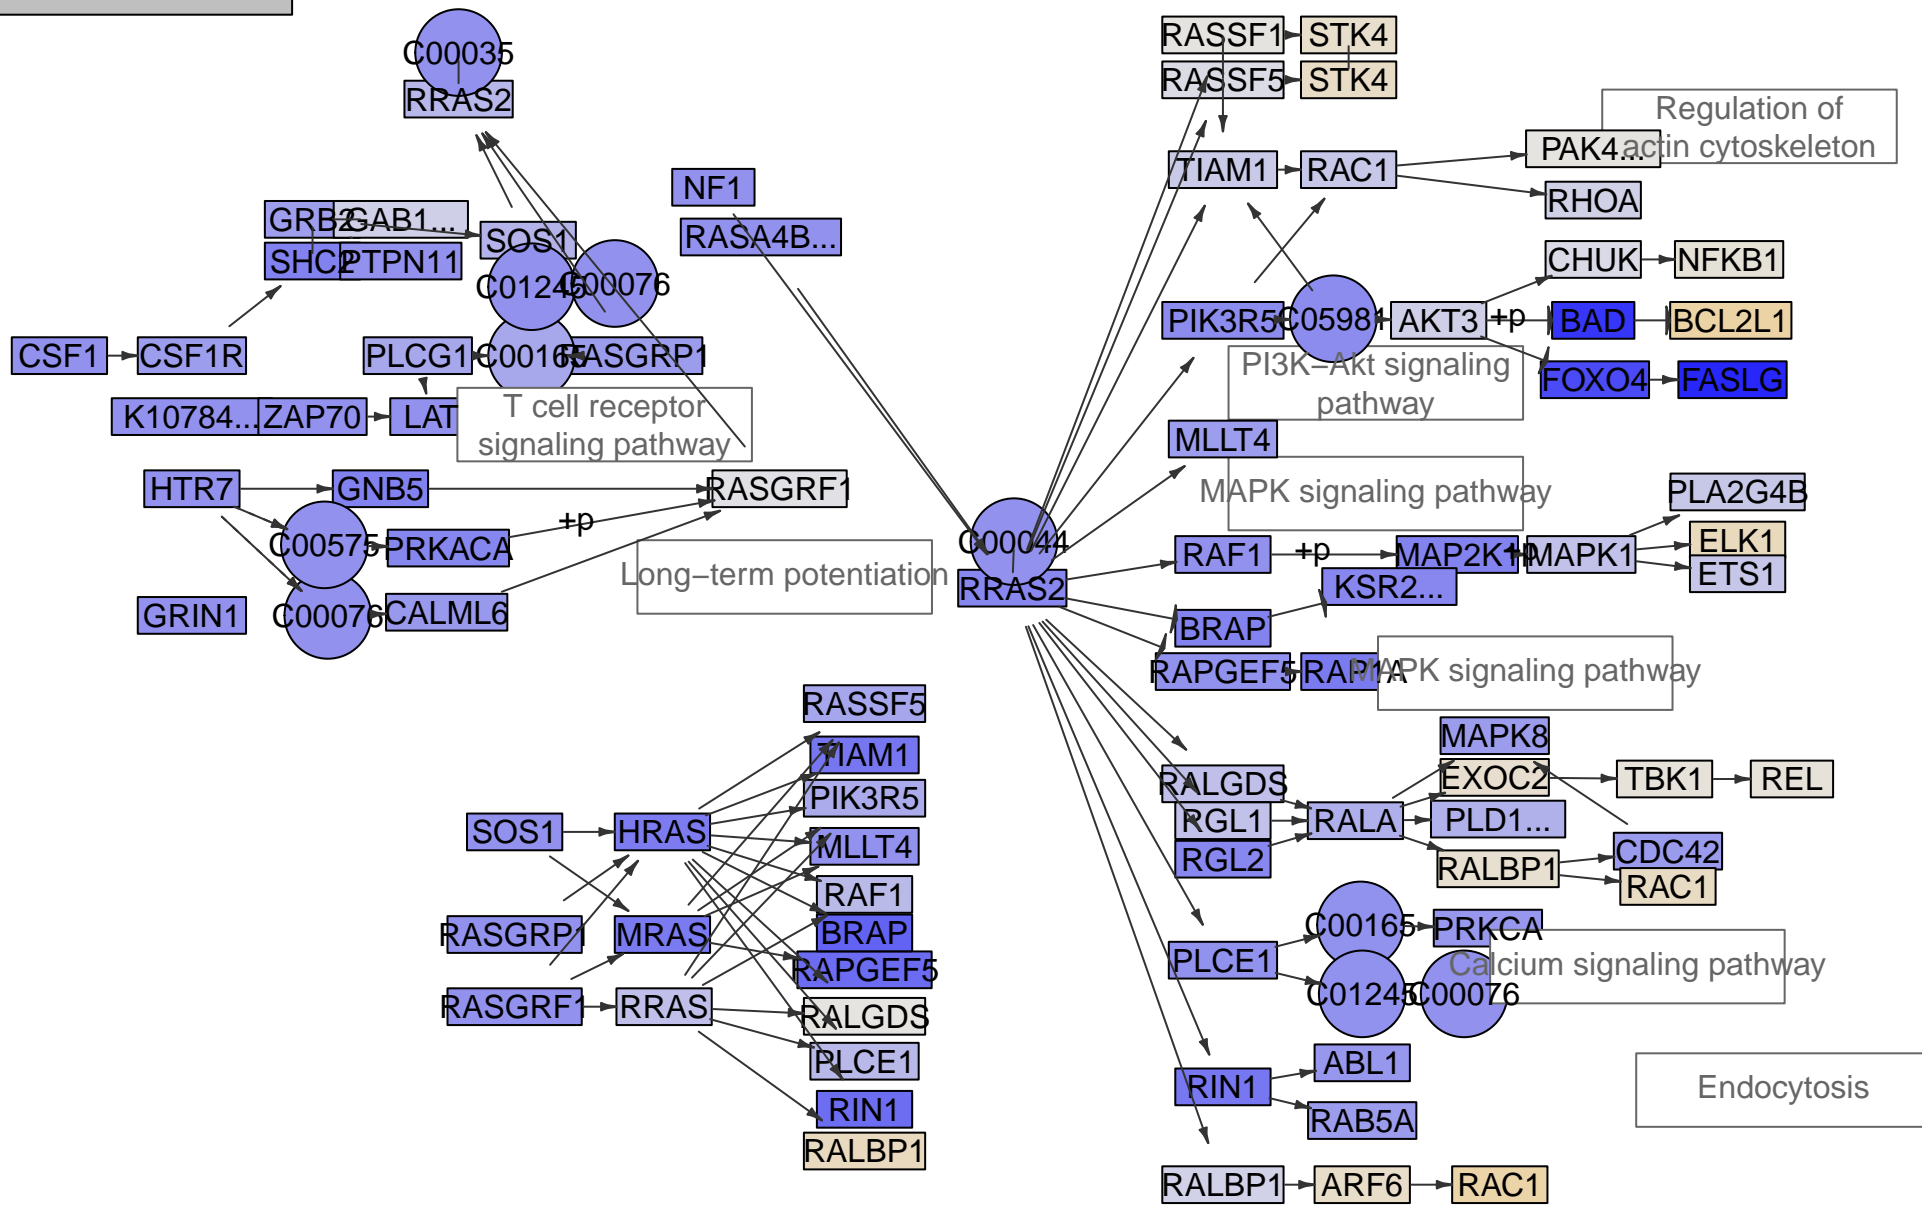 C00035
RRAS2
NF1
RASA4B...
GRB2
GAB1...
SHC2
PTPN11
SOS1
C01245
C00076
CSF1
CSF1R
PLCG1
C00165
RASGRP1
K10784...
ZAP70
LAT
T cell receptor
signaling pathway
HTR7
GNB5
RASGRF1
C00575
PRKACA
+p
GRIN1
C00076
CALML6
Long–term potentiation
C00044
RRAS2
RASSF1
STK4
RASSF5
STK4
Regulation of
actin cytoskeleton
TIAM1
RAC1
PAK4...
RHOA
CHUK
NFKB1
PIK3R5
C05981
AKT3
+p
BAD
BCL2L1
FOXO4
FASLG
PI3K–Akt signaling
pathway
MLLT4
MAPK signaling pathway
PLA2G4B
RAF1
+p
MAP2K1
+p
MAPK1
ELK1
ETS1
KSR2...
BRAP
RAPGEF5
RAP1A
MAPK signaling pathway
MAPK8
RALGDS
EXOC2
TBK1
REL
RGL1
RALA
PLD1...
RGL2
RALBP1
CDC42
RAC1
C00165
PRKCA
PLCE1
Calcium signaling pathway
C01245
C00076
ABL1
RIN1
RAB5A
Endocytosis
RALBP1
ARF6
RAC1
RASSF5
TIAM1
PIK3R5
SOS1
HRAS
MLLT4
RAF1
RASGRP1
MRAS
BRAP
RAPGEF5
RASGRF1
RRAS
RALGDS
PLCE1
RIN1
RALBP1